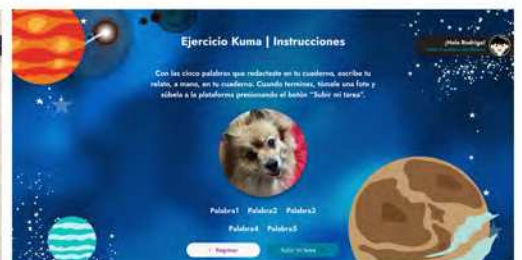 Ejercicio Kuma | Instrucciones
¡Hola Rodrigo!
Con las cinco palabras que redactaste en tu cuaderno, escribe tu
relato, a mano, en tu cuaderno. Cuando termines, tómale una foto y
súbela a la plataforma presionando el botón "Subir mi tarea".
Palabra1 Palabra2 Palabra3
Palabra4 Palabra5
Regresar
Subir mi tarea